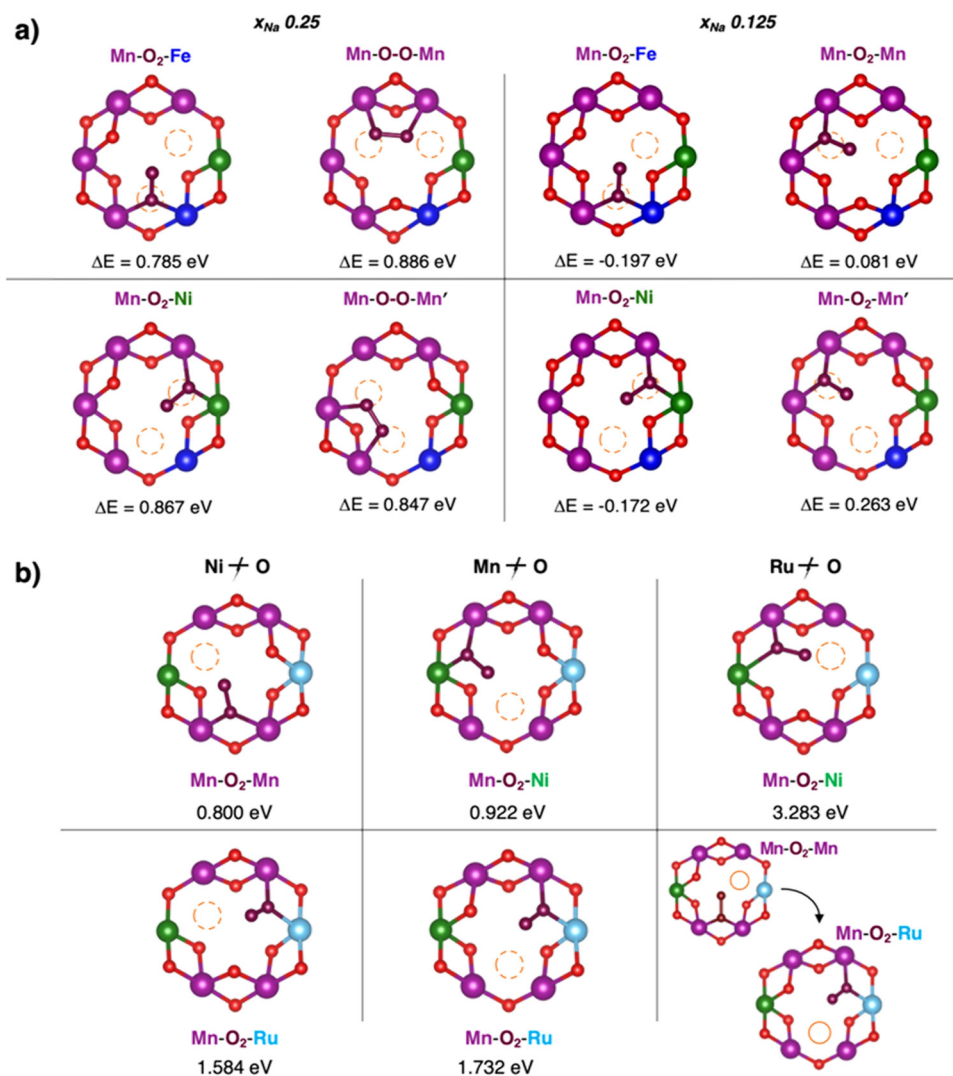 a)
x_Na 0.25
x_Na 0.125
Mn-O₂-Fe
Mn-O-O-Mn
Mn-O₂-Fe
Mn-O₂-Mn
ΔE = 0.785 eV
ΔE = 0.886 eV
ΔE = -0.197 eV
ΔE = 0.081 eV
Mn-O₂-Ni
Mn-O-O-Mn′
Mn-O₂-Ni
Mn-O₂-Mn′
ΔE = 0.867 eV
ΔE = 0.847 eV
ΔE = -0.172 eV
ΔE = 0.263 eV
b)
Ni ⌿ O
Mn ⌿ O
Ru ⌿ O
Mn-O₂-Mn
Mn-O₂-Ni
Mn-O₂-Ni
0.800 eV
0.922 eV
3.283 eV
Mn-O₂-Mn
Mn-O₂-Ru
Mn-O₂-Ru
Mn-O₂-Ru
1.584 eV
1.732 eV